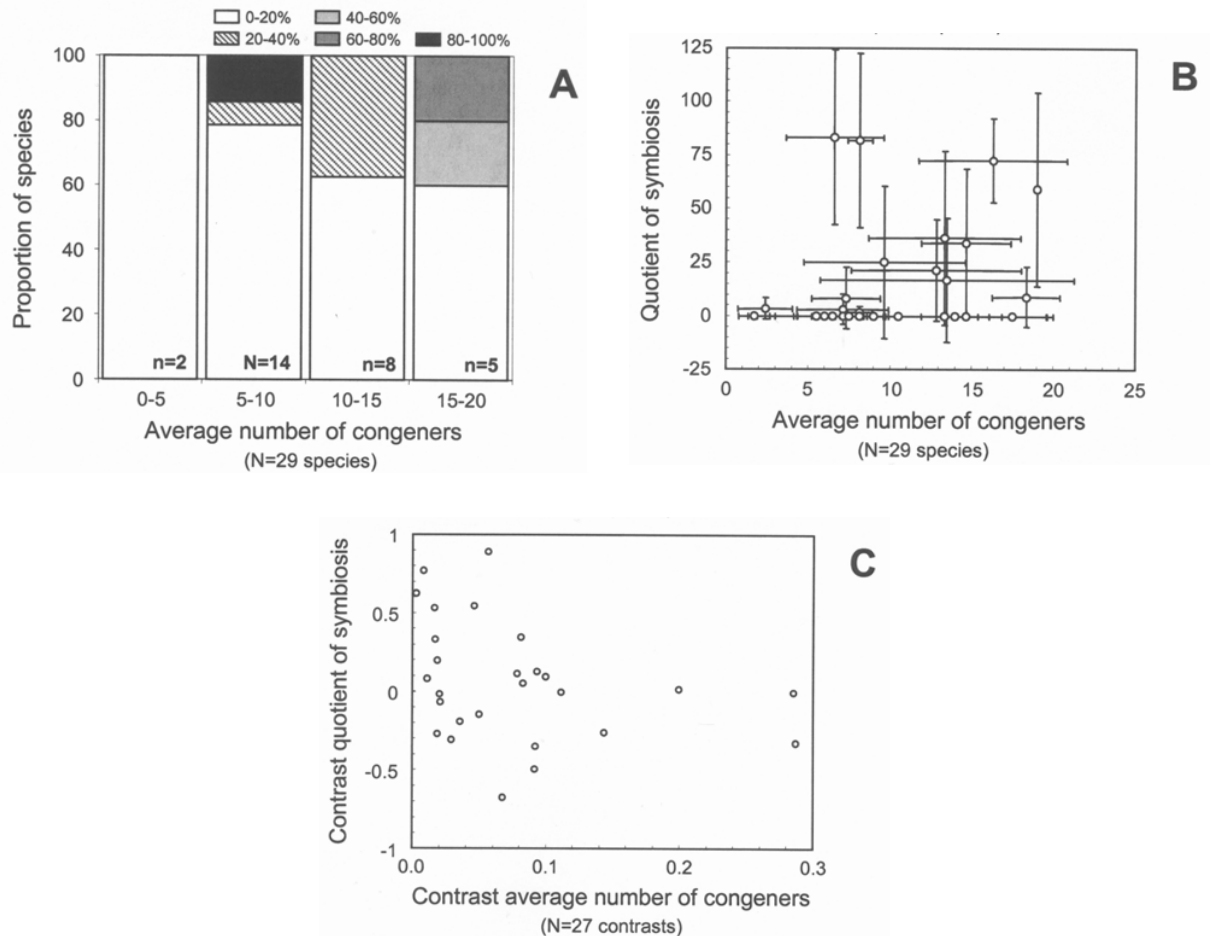 0-20% 40-60%
20-40% 60-80% 80-100%
A
Proportion of species
100
80
60
40
20
0
n=2 N=14 n=8 n=5
0-5 5-10 10-15 15-20
Average number of congeners
(N=29 species)
B
Quotient of symbiosis
125
100
75
50
25
0
-25
0 5 10 15 20 25
Average number of congeners
(N=29 species)
C
Contrast quotient of symbiosis
1
0.5
0
-0.5
-1
0.0 0.1 0.2 0.3
Contrast average number of congeners
(N=27 contrasts)